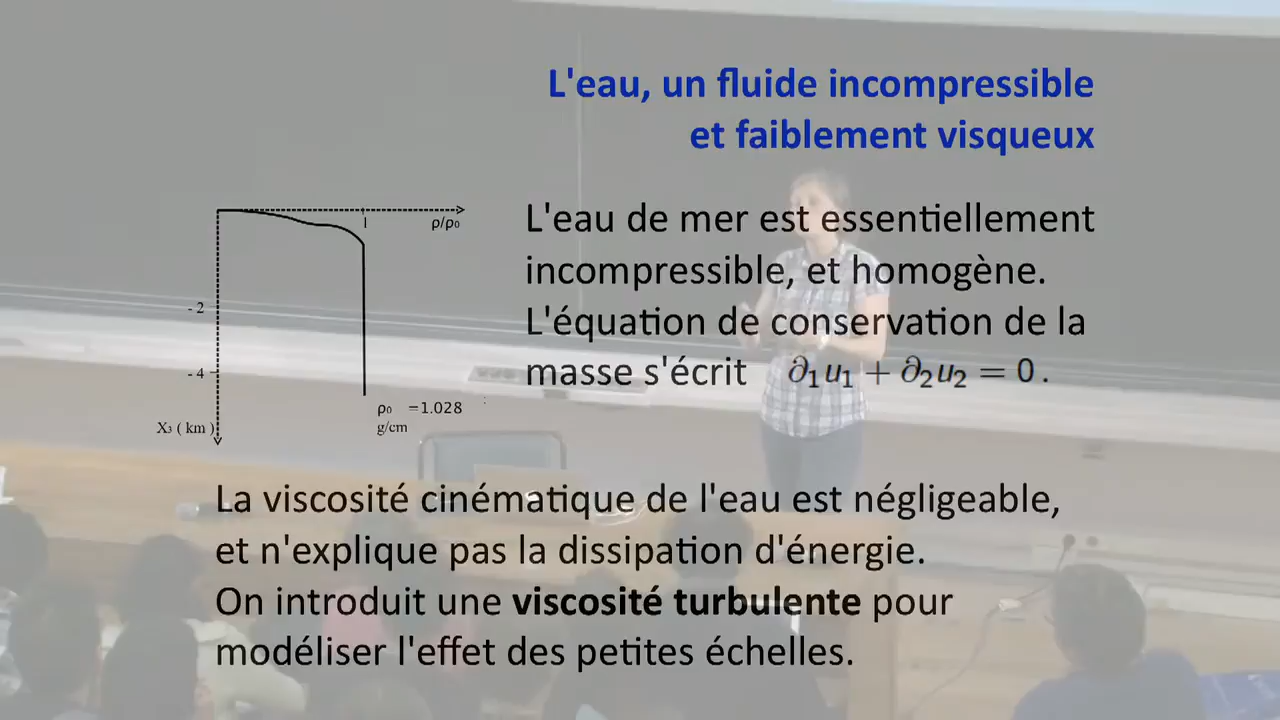 L'eau, un fluide incompressible
et faiblement visqueux
ρ/ρ₀
1
- 2
- 4
X₃ ( km )
ρ₀ =1.028
g/cm
L'eau de mer est essentiellement
incompressible, et homogène.
L'équation de conservation de la
masse s'écrit ∂₁u₁ + ∂₂u₂ = 0 .
La viscosité cinématique de l'eau est négligeable,
et n'explique pas la dissipation d'énergie.
On introduit une viscosité turbulente pour
modéliser l'effet des petites échelles.